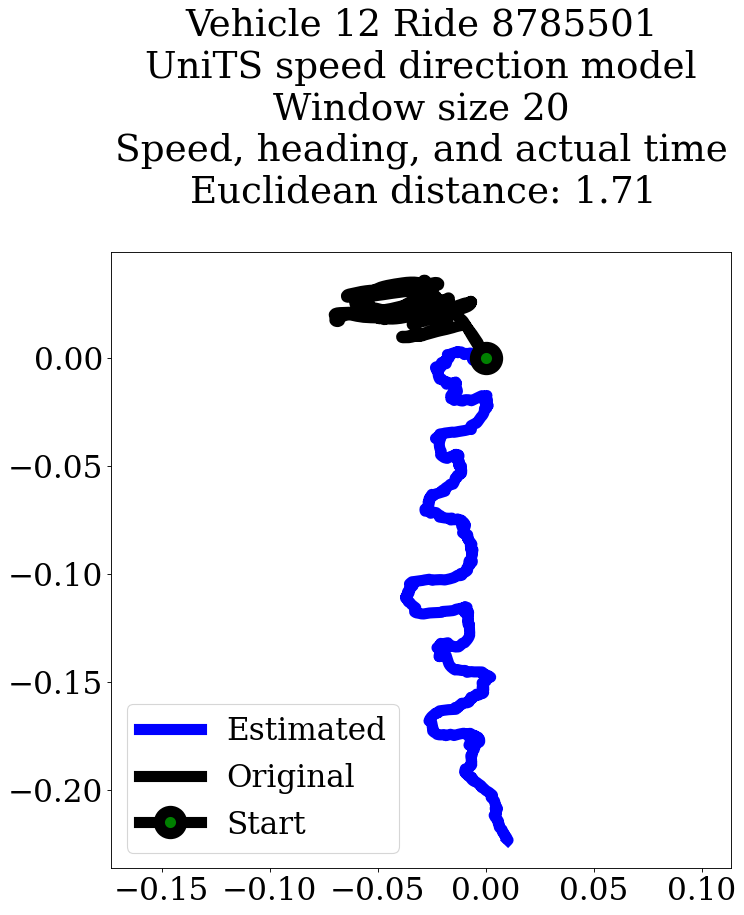 Vehicle 12 Ride 8785501
UniTS speed direction model
Window size 20
Speed, heading, and actual time
Euclidean distance: 1.71
0.00
−0.05
−0.10
−0.15
−0.20
Estimated
Original
Start
−0.15 −0.10 −0.05 0.00 0.05 0.10